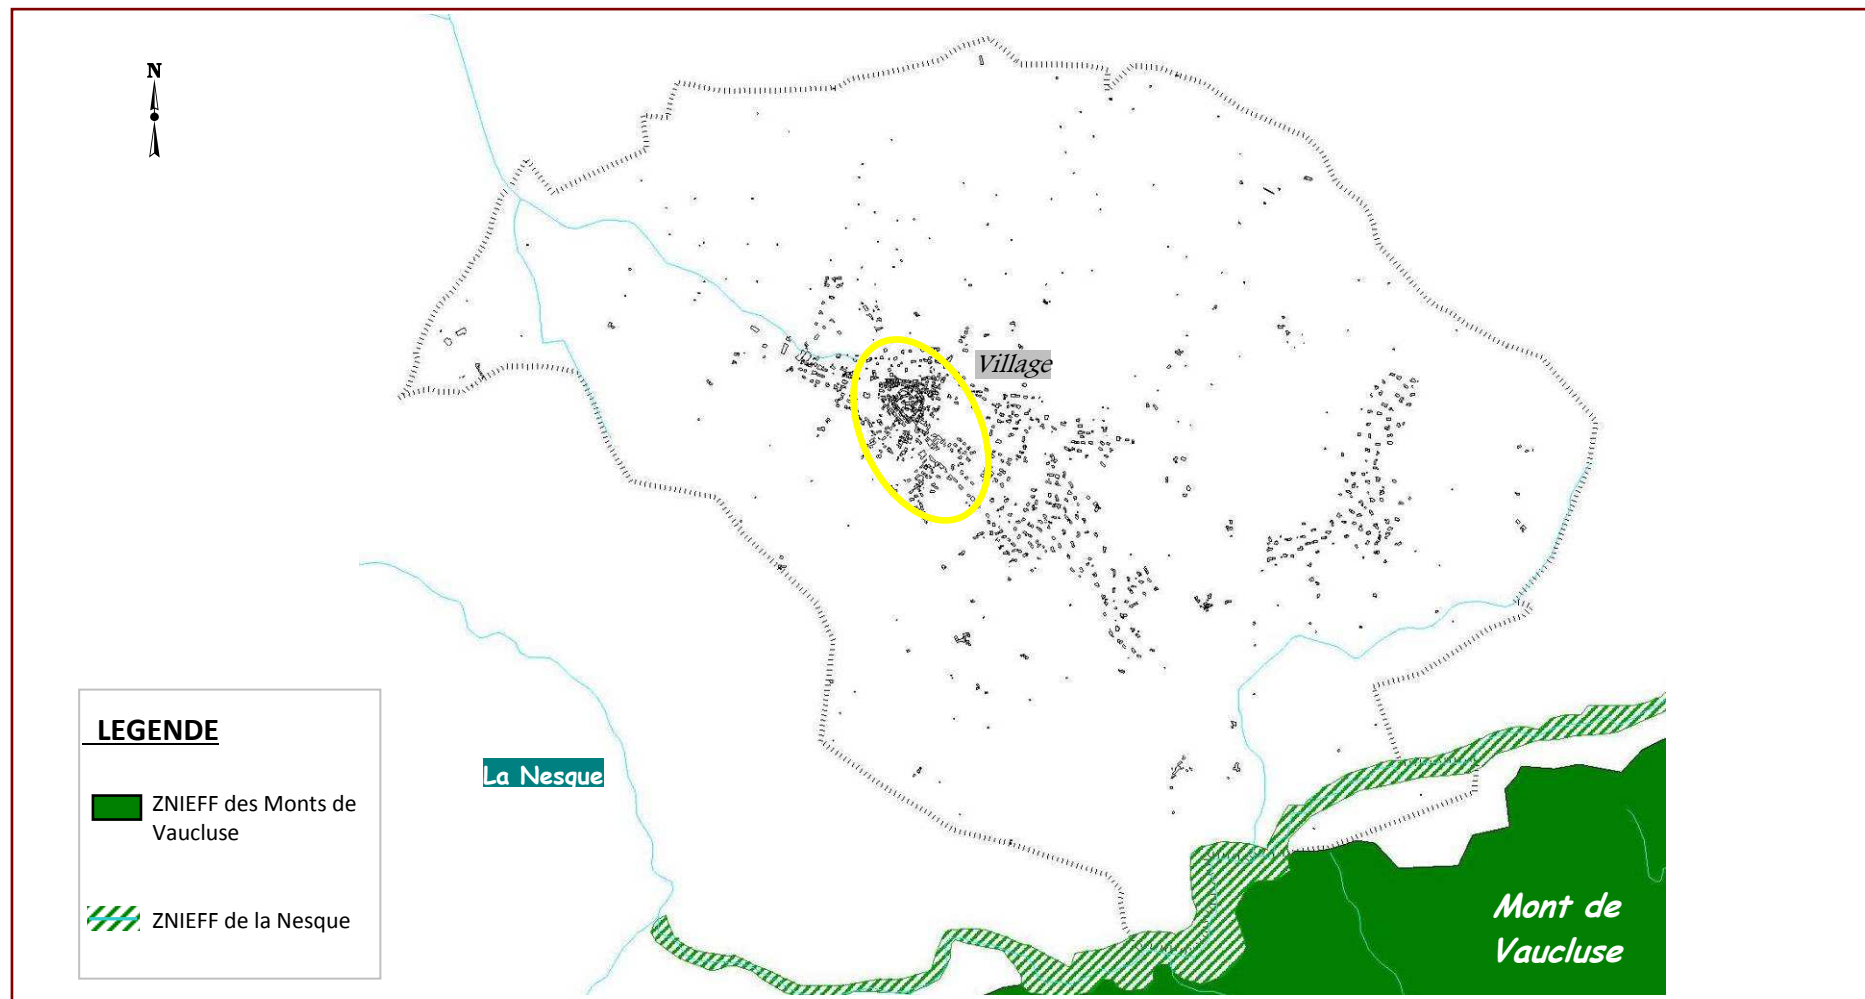 N
Village
La Nesque
LEGENDE
ZNIEFF des Monts de
Vaucluse
ZNIEFF de la Nesque
Mont de
Vaucluse